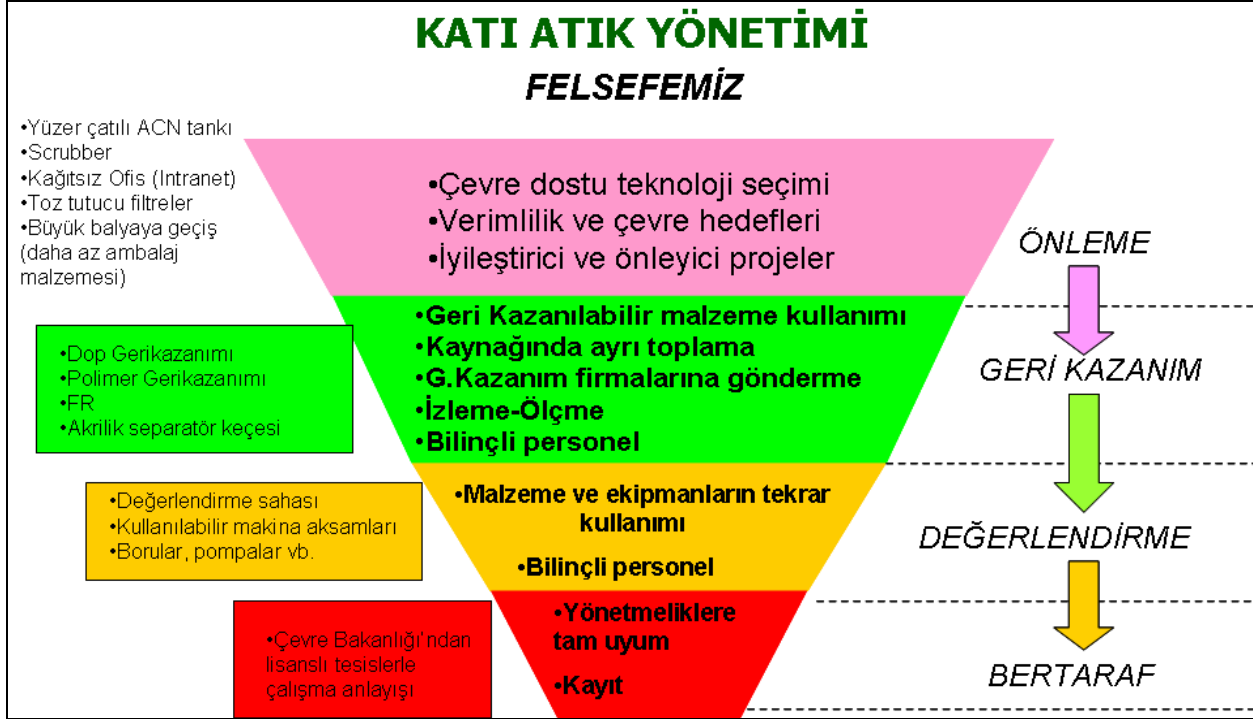 KATI ATIK YÖNETİMİ
FELSEFEMİZ
•Yüzer çatılı ACN tankı
•Scrubber
•Kağıtsız Ofis (Intranet)
•Toz tutucu filtreler
•Büyük balyaya geçiş
(daha az ambalaj
malzemesi)
•Çevre dostu teknoloji seçimi
•Verimlilik ve çevre hedefleri
•İyileştirici ve önleyici projeler
ÖNLEME
•Dop Gerikazanımı
•Polimer Gerikazanımı
•FR
•Akrilik separatör keçesi
•Geri Kazanılabilir malzeme kullanımı
•Kaynağında ayrı toplama
•G.Kazanım firmalarına gönderme
•İzleme-Ölçme
•Bilinçli personel
GERİ KAZANIM
•Değerlendirme sahası
•Kullanılabilir makina aksamları
•Borular, pompalar vb.
•Malzeme ve ekipmanların tekrar
kullanımı
•Bilinçli personel
DEĞERLENDİRME
•Çevre Bakanlığı'ndan
lisanslı tesislerle
çalışma anlayışı
•Yönetmeliklere
tam uyum
•Kayıt
BERTARAF